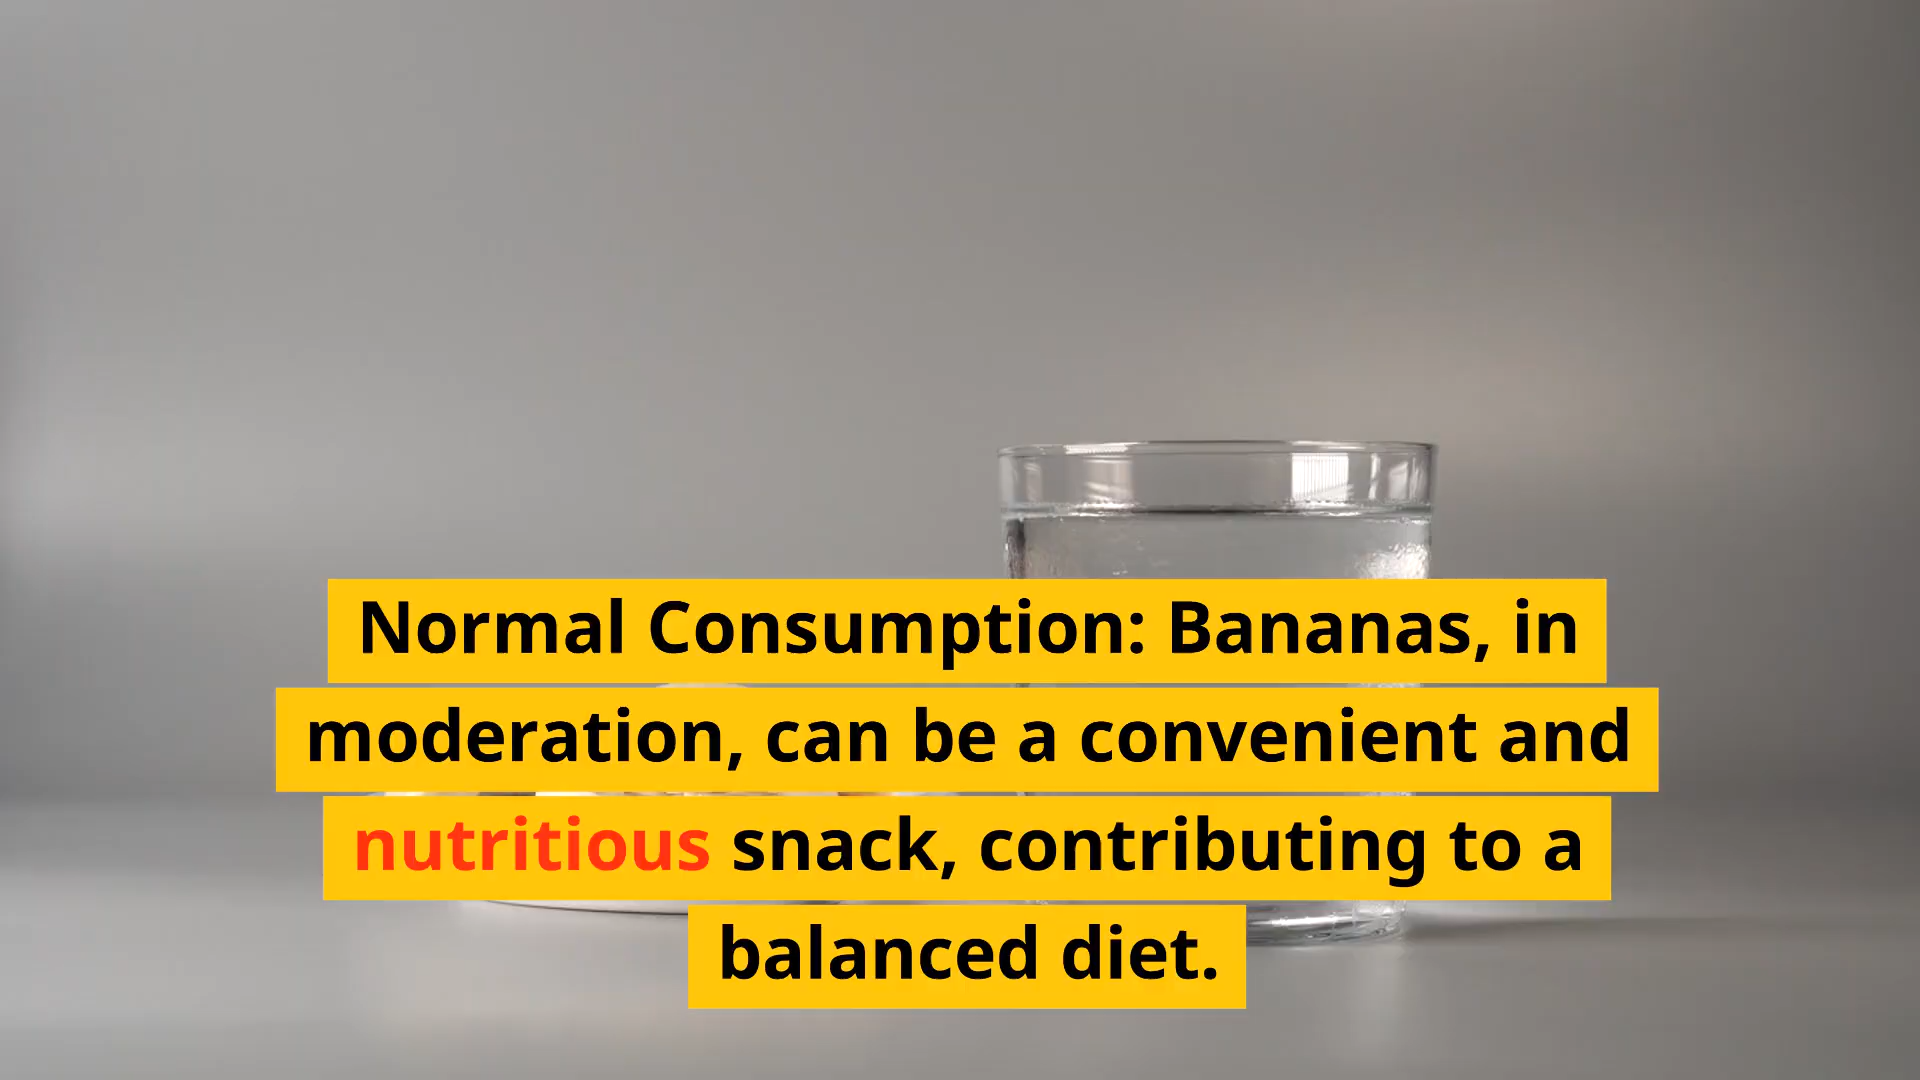 Normal Consumption: Bananas, in
moderation, can be a convenient and
nutritious snack, contributing to a
balanced diet.